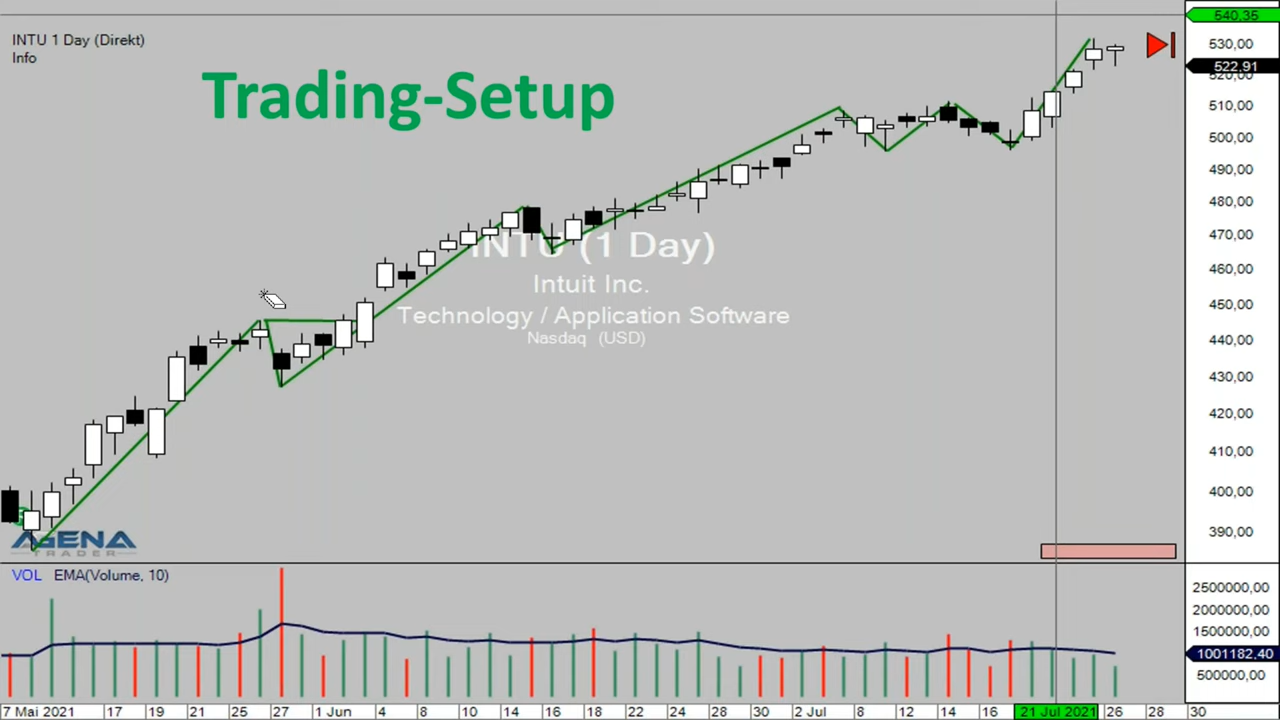 INTU 1 Day (Direkt)
Info
Trading-Setup
INTU (1 Day)
Intuit Inc.
Technology / Application Software
Nasdaq (USD)
AGENA
TRADER
540,35
530,00
522,91
520,00
510,00
500,00
490,00
480,00
470,00
460,00
450,00
440,00
430,00
420,00
410,00
400,00
390,00
VOL EMA(Volume, 10)
2500000,00
2000000,00
1500000,00
1001182,40
500000,00
7 Mai 2021 17 19 21 25 27 1 Jun 4 8 10 14 16 18 22 24 28 30 2 Jul 8 12 14 16 21 Jul 2021 26 28 30